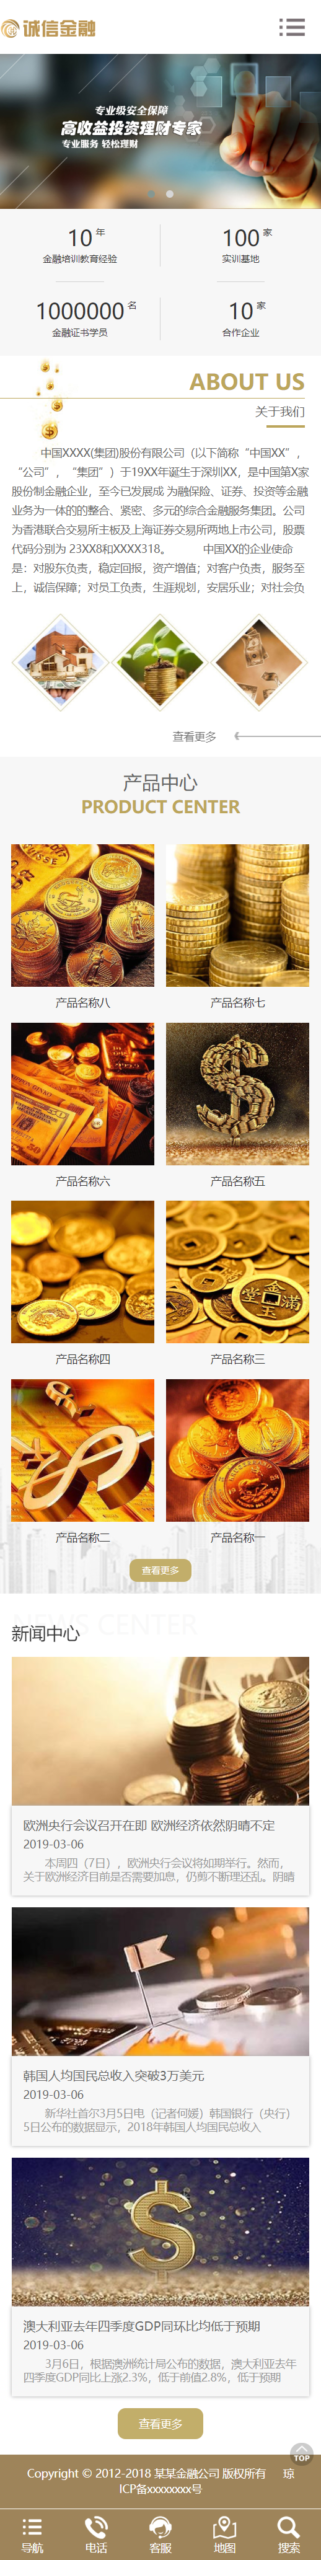 诚信金融
专业级安全保障
高收益投资理财专家
专业服务 轻松理财
10 年
金融培训教育经验
100 家
实训基地
1000000 名
金融证书学员
10 家
合作企业
ABOUT US
关于我们
中国XXXX(集团)股份有限公司（以下简称“中国XX”，
“公司”，“集团”）于19XX年诞生于深圳XX，是中国第X家
股份制金融企业，至今已发展成 为融保险、证券、投资等金融
业务为一体的的整合、紧密、多元的综合金融服务集团。公司
为香港联合交易所主板及上海证券交易所两地上市公司，股票
代码分别为 23XX8和XXXX318。 中国XX的企业使命
是：对股东负责，稳定回报，资产增值；对客户负责，服务至
上，诚信保障；对员工负责，生涯规划，安居乐业；对社会负
查看更多
产品中心
PRODUCT CENTER
产品名称八
产品名称七
产品名称六
产品名称五
产品名称四
产品名称三
产品名称二
产品名称一
查看更多
NEWS CENTER
新闻中心
欧洲央行会议召开在即 欧洲经济依然阴晴不定
2019-03-06
本周四（7日），欧洲央行会议将如期举行。然而，
关于欧洲经济目前是否需要加息，仍剪不断理还乱。阴晴
韩国人均国民总收入突破3万美元
2019-03-06
新华社首尔3月5日电（记者何媛）韩国银行（央行）
5日公布的数据显示，2018年韩国人均国民总收入
澳大利亚去年四季度GDP同环比均低于预期
2019-03-06
3月6日，根据澳洲统计局公布的数据，澳大利亚去年
四季度GDP同比上涨2.3%，低于前值2.8%，低于预期
查看更多
TOP
Copyright © 2012-2018 某某金融公司 版权所有 琼
ICP备xxxxxxxx号
导航
电话
客服
地图
搜索